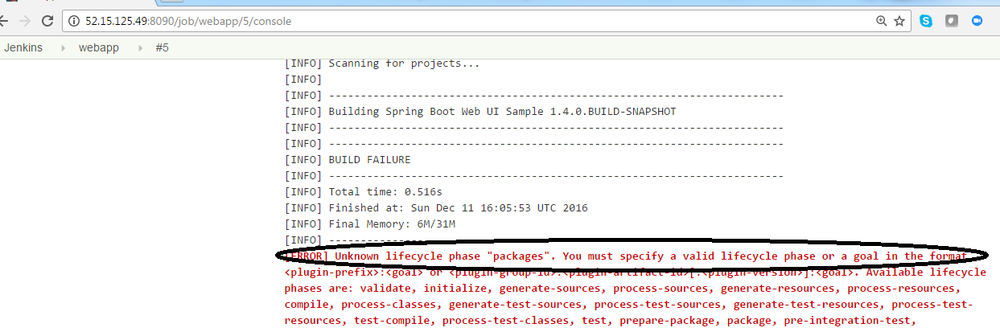 52.15.125.49:8090/job/webapp/5/console
Jenkins webapp #5
[INFO] Scanning for projects...
[INFO]
[INFO] ------------------------------------------------------------------------
[INFO] Building Spring Boot Web UI Sample 1.4.0.BUILD-SNAPSHOT
[INFO] ------------------------------------------------------------------------
[INFO] ------------------------------------------------------------------------
[INFO] BUILD FAILURE
[INFO] ------------------------------------------------------------------------
[INFO] Total time: 0.516s
[INFO] Finished at: Sun Dec 11 16:05:53 UTC 2016
[INFO] Final Memory: 6M/31M
[INFO] ---------------
[ERROR] Unknown lifecycle phase "packages". You must specify a valid lifecycle phase or a goal in the format
<plugin-prefix>:<goal> or <plugin-group-id>:<plugin-artifact-id>[:<plugin-version>]:<goal>. Available lifecycle
phases are: validate, initialize, generate-sources, process-sources, generate-resources, process-resources,
compile, process-classes, generate-test-sources, process-test-sources, generate-test-resources, process-test-
resources, test-compile, process-test-classes, test, prepare-package, package, pre-integration-test,